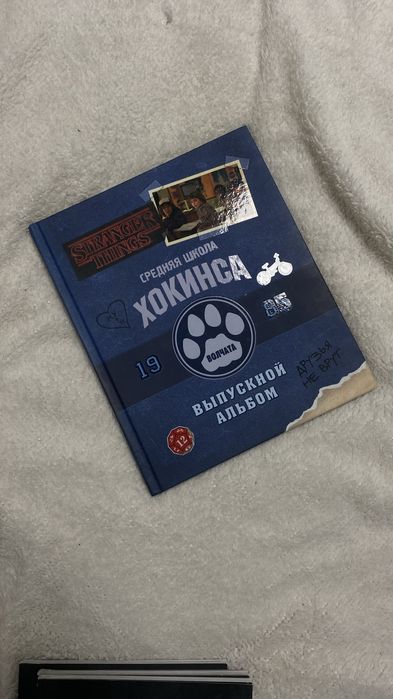 STRANGER
THINGS
СРЕДНЯЯ ШКОЛА
ХОКИНСА
19
85
ВОЛЧАТА
ВЫПУСКНОЙ
АЛЬБОМ
ДРУЗЬЯ
НЕ ВРУТ
12